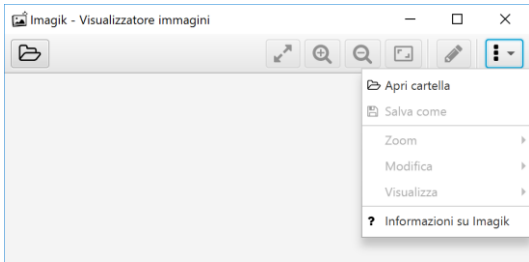 Imagik - Visualizzatore immagini
Apri cartella
Salva come
Zoom
Modifica
Visualizza
? Informazioni su Imagik